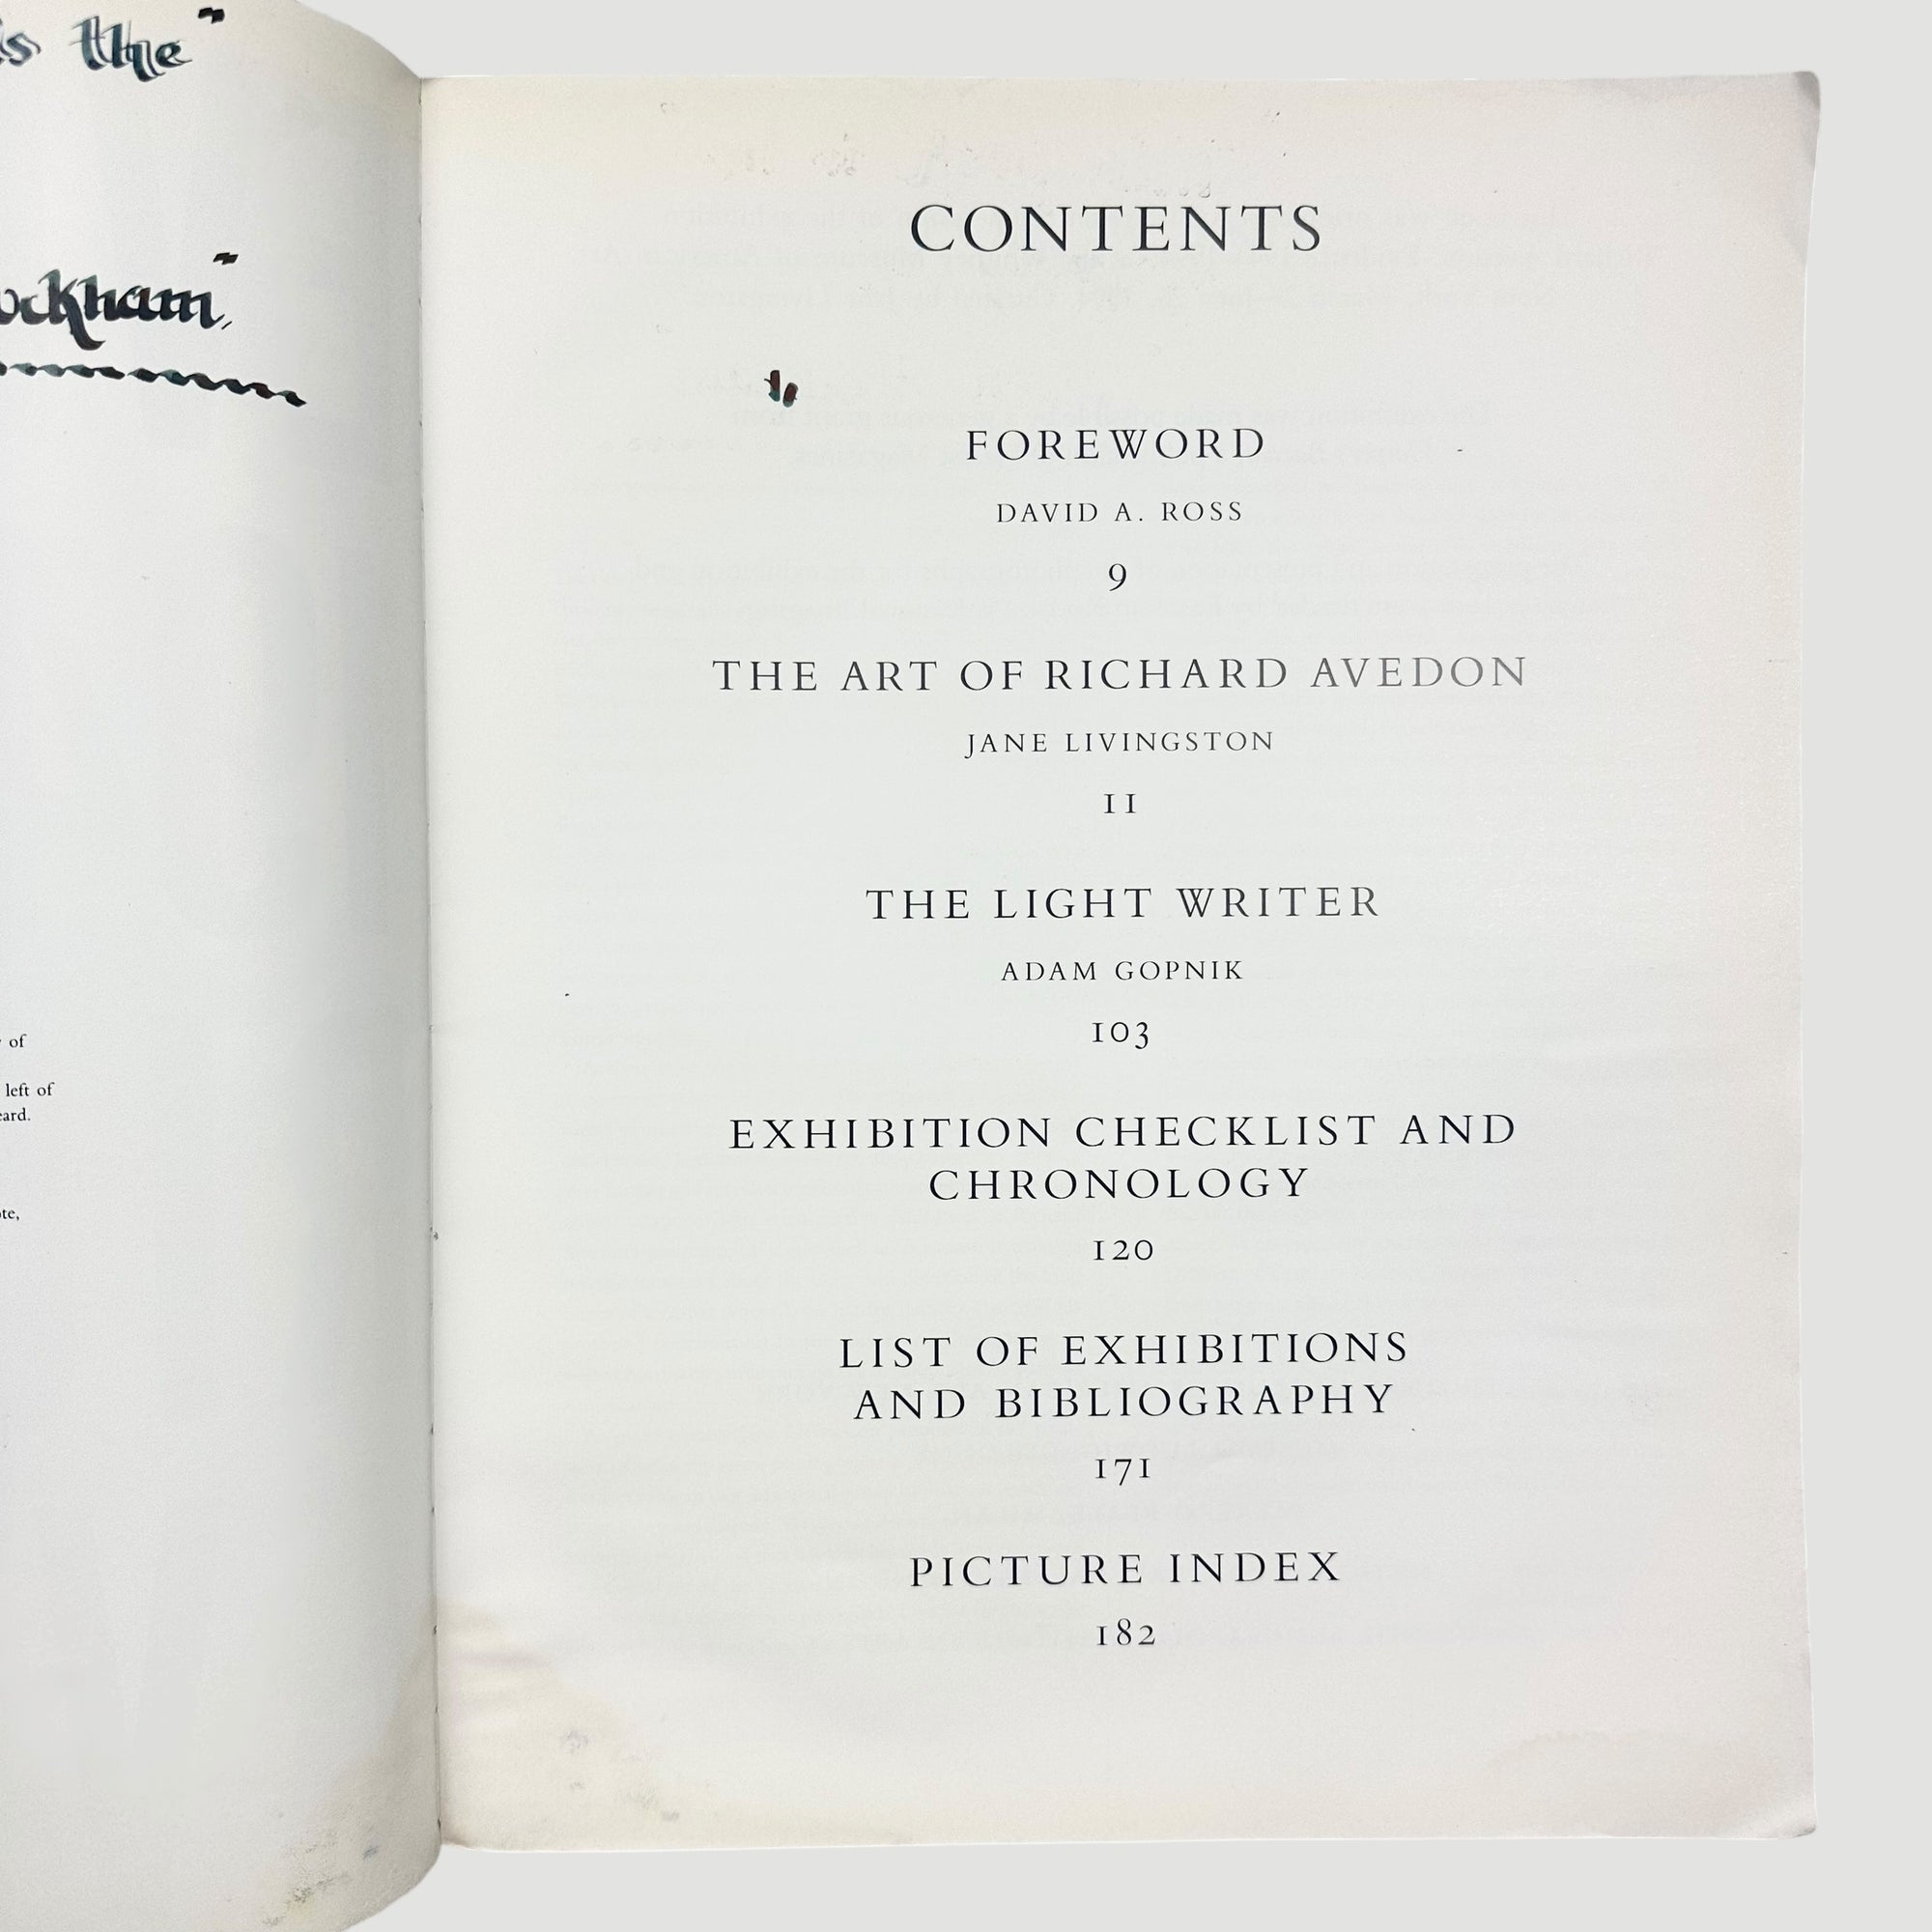 is the"
ockham,
of
left of
eard.
ote,
CONTENTS
"
FOREWORD
DAVID A. ROSS
9
THE ART OF RICHARD AVEDON
JANE LIVINGSTON
11
THE LIGHT WRITER
ADAM GOPNIK
103
EXHIBITION CHECKLIST AND
CHRONOLOGY
120
LIST OF EXHIBITIONS
AND BIBLIOGRAPHY
171
PICTURE INDEX
182